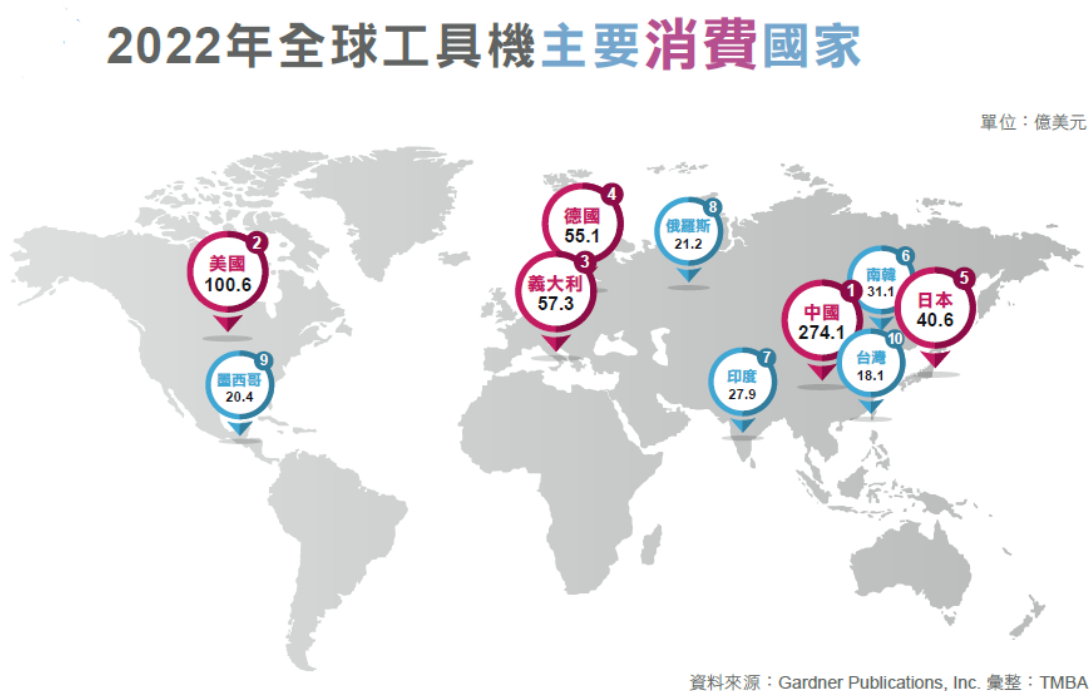 2022年全球工具機主要消費國家
單位：億美元
4
德國
55.1
8
俄羅斯
21.2
2
美國
100.6
3
義大利
57.3
6
南韓
31.1
5
日本
40.6
1
中國
274.1
10
台灣
18.1
9
墨西哥
20.4
7
印度
27.9
資料來源：Gardner Publications, Inc. 彙整：TMBA